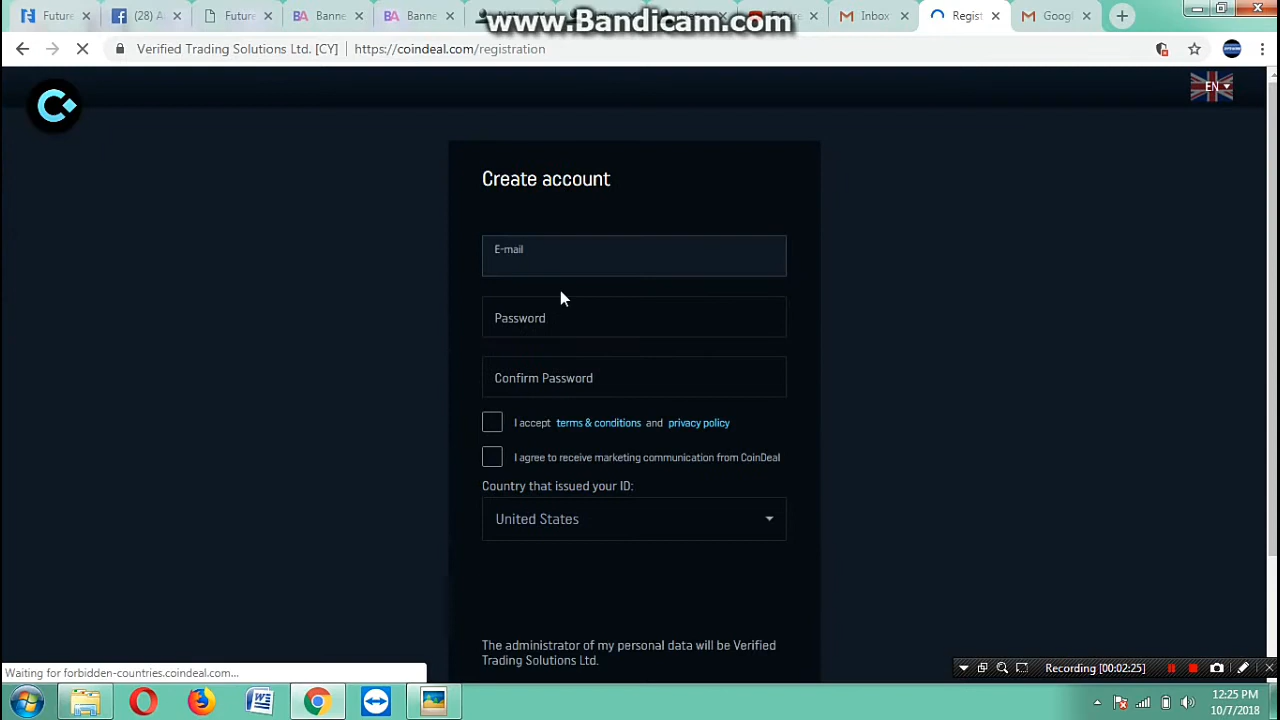 www.Bandicam.com
Future
(28)
Future
Banne
Banne
Inbox
Regist
Googl
Verified Trading Solutions Ltd. [CY]
https://coindeal.com/registration
EN
Create account
E-mail
Password
Confirm Password
I accept terms & conditions and privacy policy
I agree to receive marketing communication from CoinDeal
Country that issued your ID:
United States
The administrator of my personal data will be Verified
Trading Solutions Ltd.
Waiting for forbidden-countries.coindeal.com...
Recording [00:02:25]
12:25 PM
10/7/2018